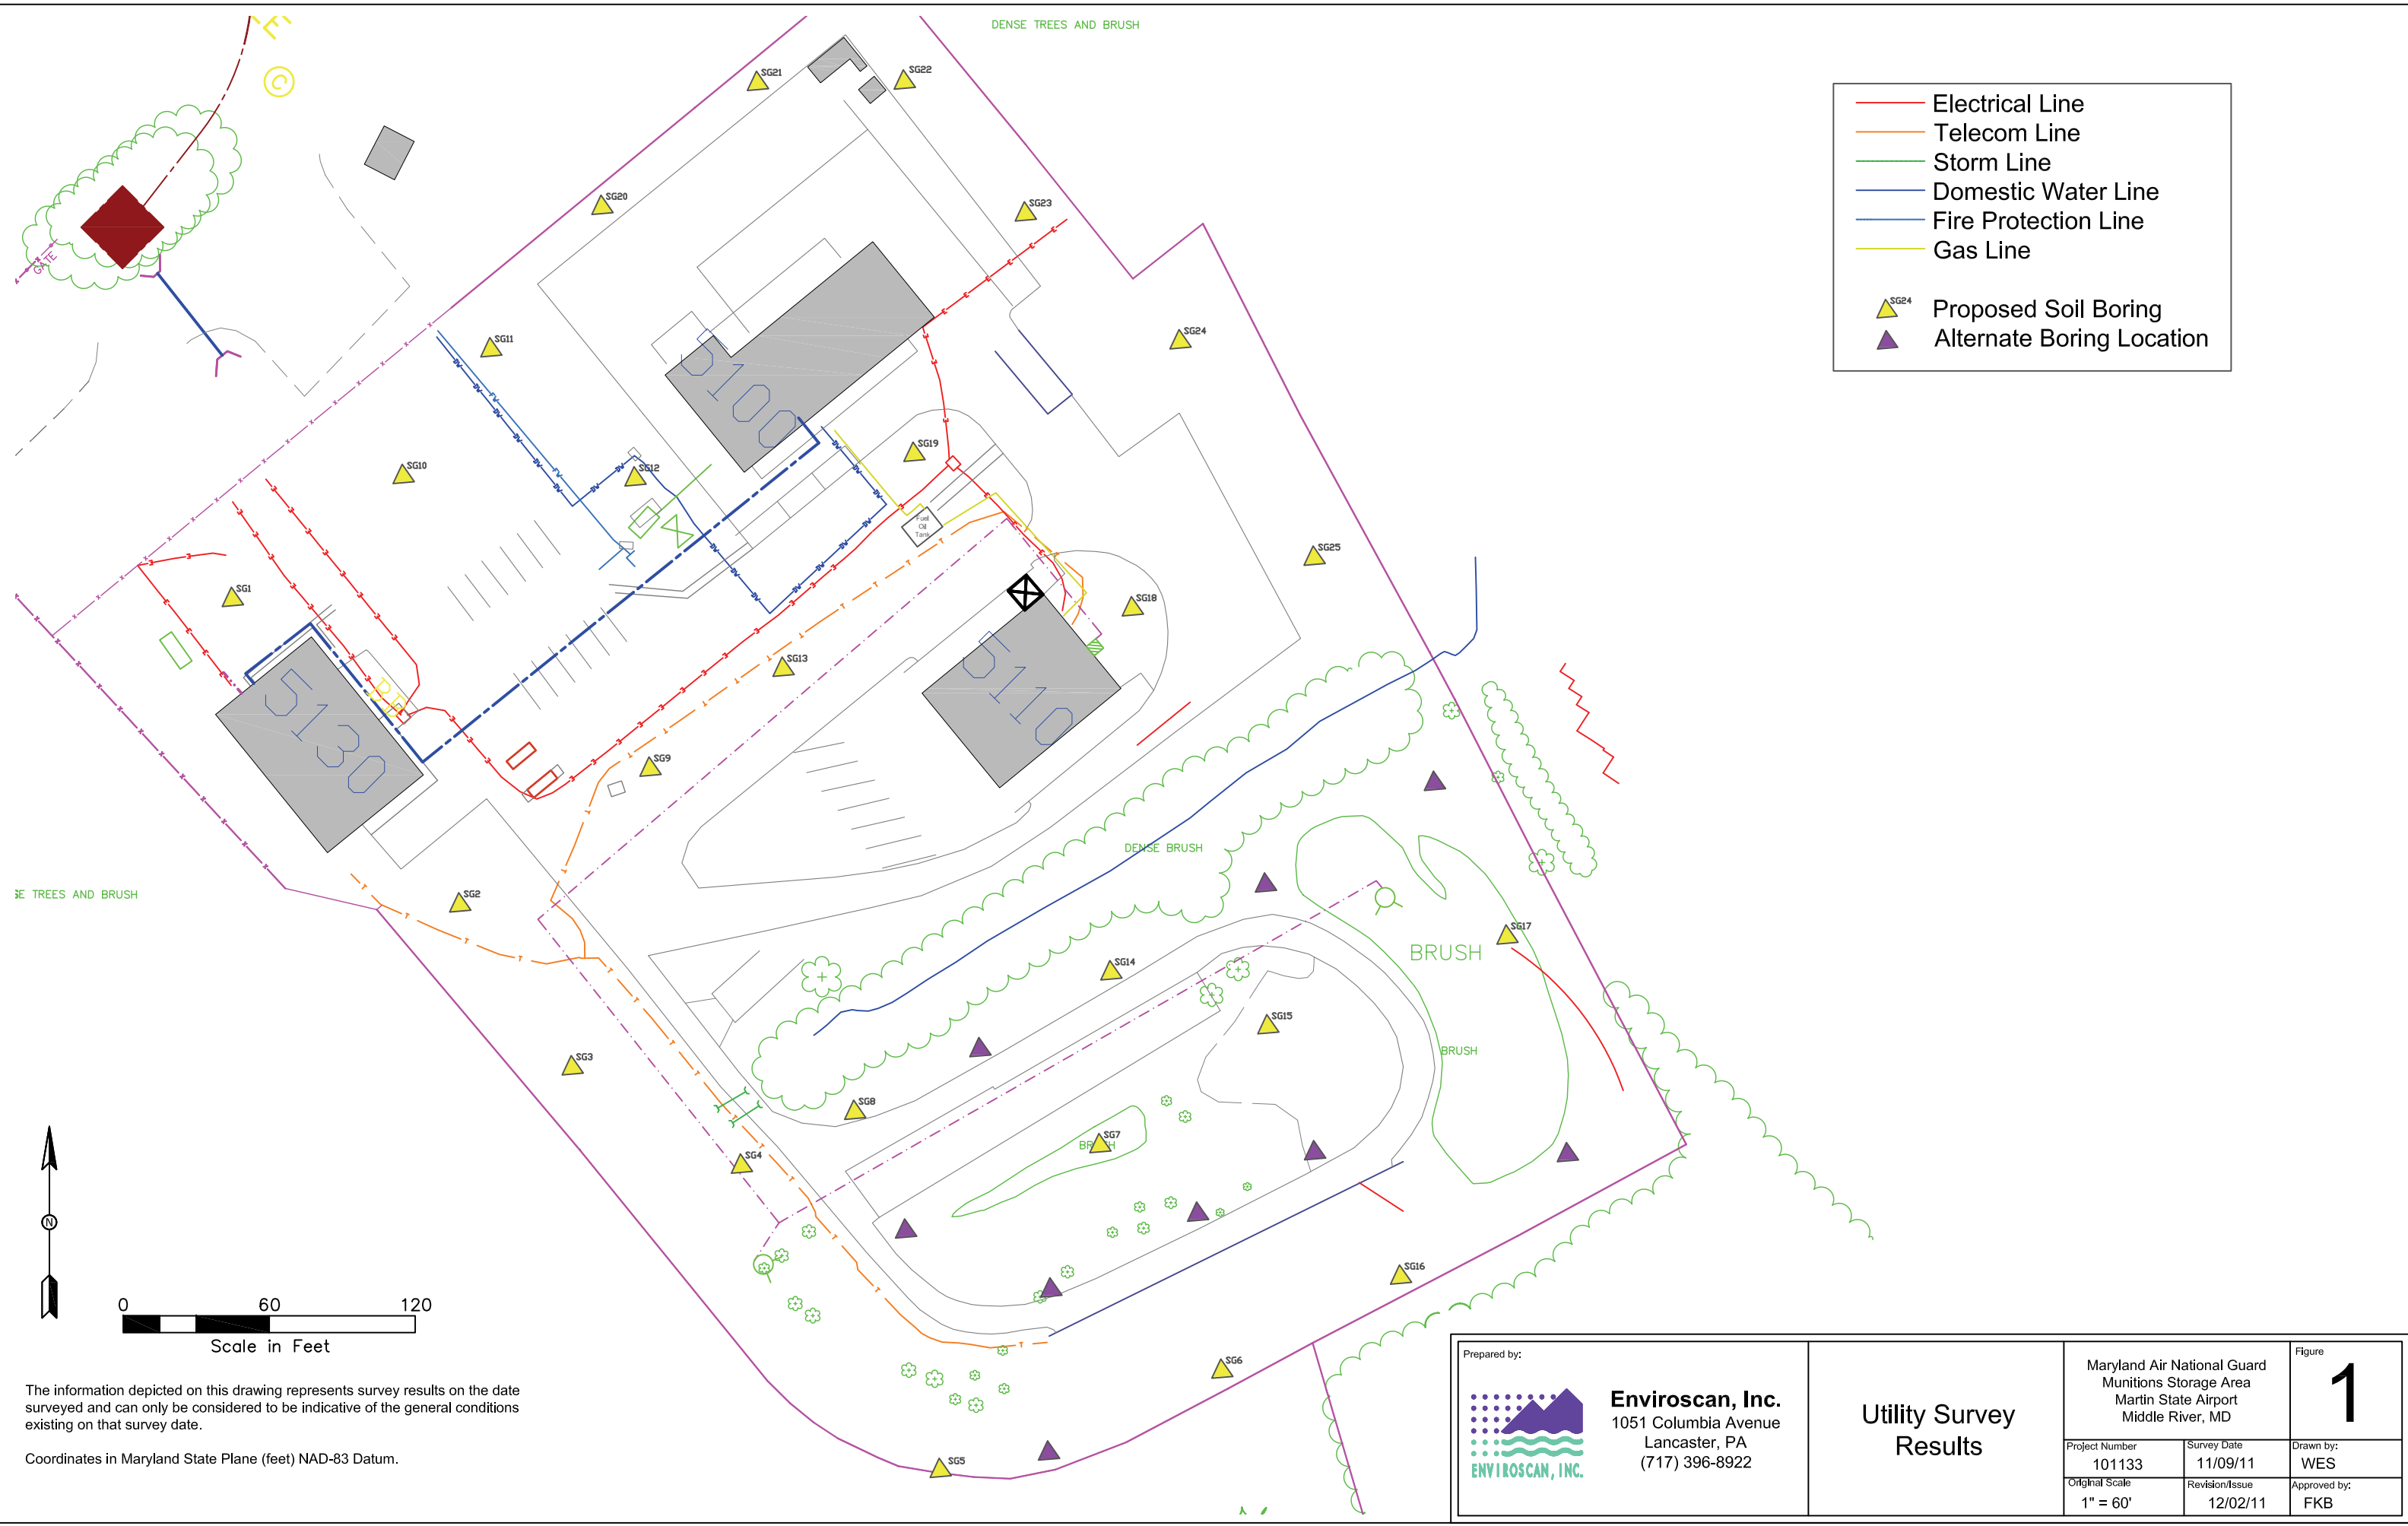 DENSE TREES AND BRUSH
©
GATE
SG21
SG22
SG20
SG23
SG11
SG24
SG10
SG12
SG19
SG1
SG25
SG18
SG13
SG9
SG2
SG17
SG14
SG15
SG3
SG8
SG7
SG4
SG16
SG6
SG5
5100
5110
5130
Fuel
Oil
Tank
DENSE BRUSH
BRUSH
BRUSH
BRUSH
SE TREES AND BRUSH
Electrical Line
Telecom Line
Storm Line
Domestic Water Line
Fire Protection Line
Gas Line
SG24 Proposed Soil Boring
Alternate Boring Location
N
0 60 120
Scale in Feet
The information depicted on this drawing represents survey results on the date
surveyed and can only be considered to be indicative of the general conditions
existing on that survey date.
Coordinates in Maryland State Plane (feet) NAD-83 Datum.
Prepared by:
ENVIROSCAN, INC.
Enviroscan, Inc.
1051 Columbia Avenue
Lancaster, PA
(717) 396-8922
Utility Survey
Results
Maryland Air National Guard
Munitions Storage Area
Martin State Airport
Middle River, MD
Figure
1
Project Number
101133
Survey Date
11/09/11
Drawn by:
WES
Original Scale
1" = 60'
Revision/Issue
12/02/11
Approved by:
FKB